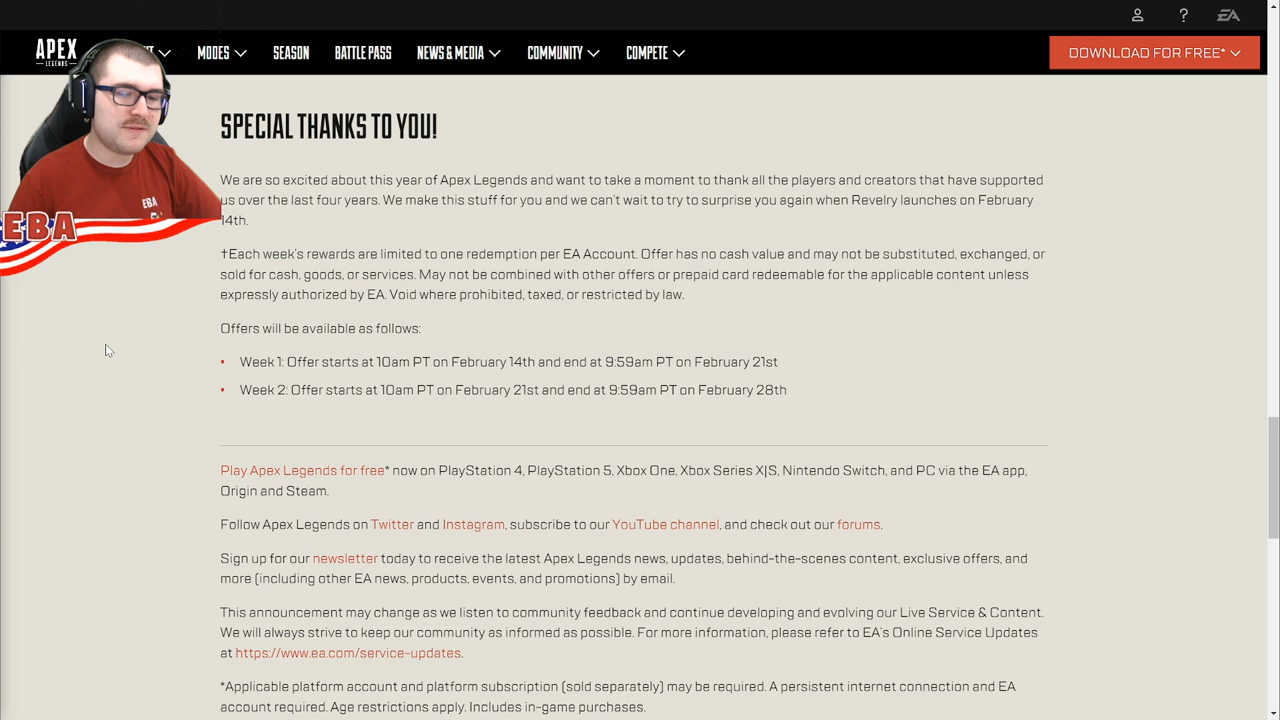 APEX
LEGENDS
MODES
SEASON
BATTLE PASS
NEWS & MEDIA
COMMUNITY
COMPETE
?
EA
DOWNLOAD FOR FREE*
EBA
EBA
SPECIAL THANKS TO YOU!
We are so excited about this year of Apex Legends and want to take a moment to thank all the players and creators that have supported
us over the last four years. We make this stuff for you and we can't wait to try to surprise you again when Revelry launches on February
14th.
†Each week's rewards are limited to one redemption per EA Account. Offer has no cash value and may not be substituted, exchanged, or
sold for cash, goods, or services. May not be combined with other offers or prepaid card redeemable for the applicable content unless
expressly authorized by EA. Void where prohibited, taxed, or restricted by law.
Offers will be available as follows:
• Week 1: Offer starts at 10am PT on February 14th and end at 9:59am PT on February 21st
• Week 2: Offer starts at 10am PT on February 21st and end at 9:59am PT on February 28th
Play Apex Legends for free* now on PlayStation 4, PlayStation 5, Xbox One, Xbox Series X|S, Nintendo Switch, and PC via the EA app,
Origin and Steam.
Follow Apex Legends on Twitter and Instagram, subscribe to our YouTube channel, and check out our forums.
Sign up for our newsletter today to receive the latest Apex Legends news, updates, behind-the-scenes content, exclusive offers, and
more (including other EA news, products, events, and promotions) by email.
This announcement may change as we listen to community feedback and continue developing and evolving our Live Service & Content.
We will always strive to keep our community as informed as possible. For more information, please refer to EA's Online Service Updates
at https://www.ea.com/service-updates.
*Applicable platform account and platform subscription (sold separately) may be required. A persistent internet connection and EA
account required. Age restrictions apply. Includes in-game purchases.